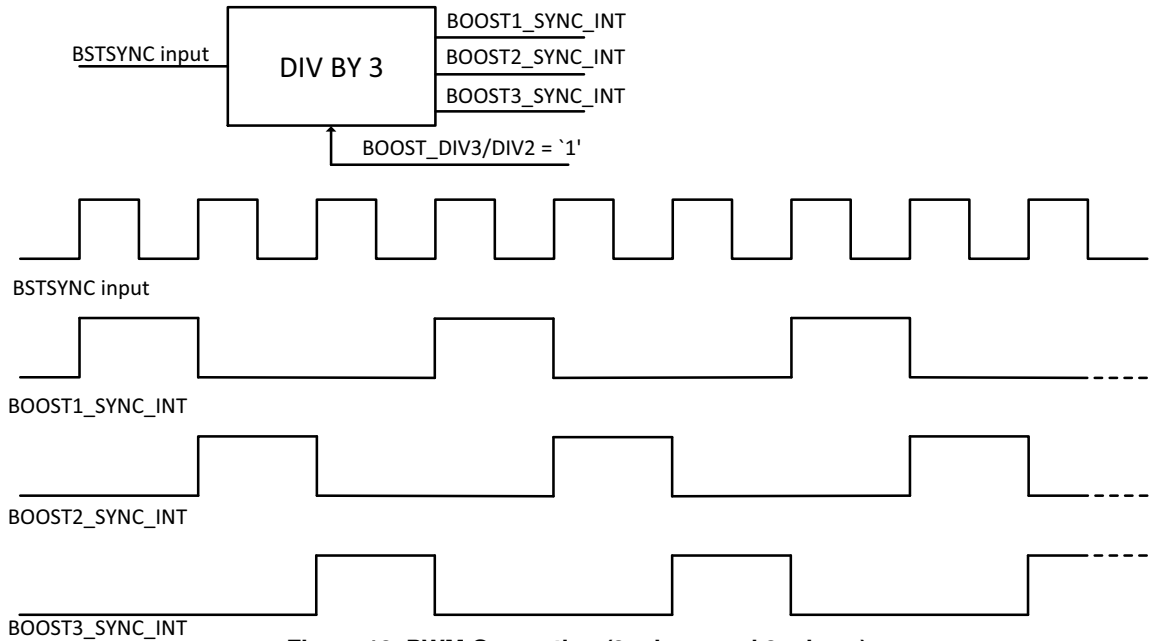 BOOST1_SYNC_INT
BSTSYNC input
BOOST2_SYNC_INT
DIV BY 3
BOOST3_SYNC_INT
BOOST_DIV3/DIV2 = `1'
BSTSYNC input
BOOST1_SYNC_INT
BOOST2_SYNC_INT
BOOST3_SYNC_INT